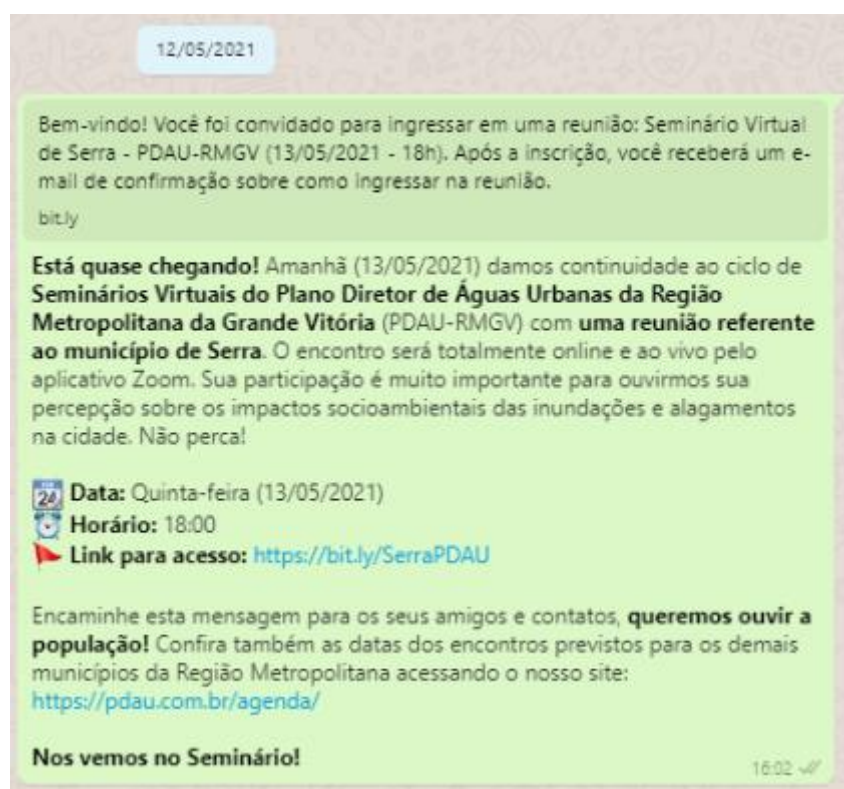 12/05/2021
Bem-vindo! Você foi convidado para ingressar em uma reunião: Seminário Virtual
de Serra - PDAU-RMGV (13/05/2021 - 18h). Após a inscrição, você receberá um e-
mail de confirmação sobre como ingressar na reunião.
bit.ly
Está quase chegando! Amanhã (13/05/2021) damos continuidade ao ciclo de
Seminários Virtuais do Plano Diretor de Águas Urbanas da Região
Metropolitana da Grande Vitória (PDAU-RMGV) com uma reunião referente
ao município de Serra. O encontro será totalmente online e ao vivo pelo
aplicativo Zoom. Sua participação é muito importante para ouvirmos sua
percepção sobre os impactos socioambientais das inundações e alagamentos
na cidade. Não perca!
Data: Quinta-feira (13/05/2021)
Horário: 18:00
Link para acesso: https://bit.ly/SerraPDAU
Encaminhe esta mensagem para os seus amigos e contatos, queremos ouvir a
população! Confira também as datas dos encontros previstos para os demais
municípios da Região Metropolitana acessando o nosso site:
https://pdau.com.br/agenda/
Nos vemos no Seminário!
16:02